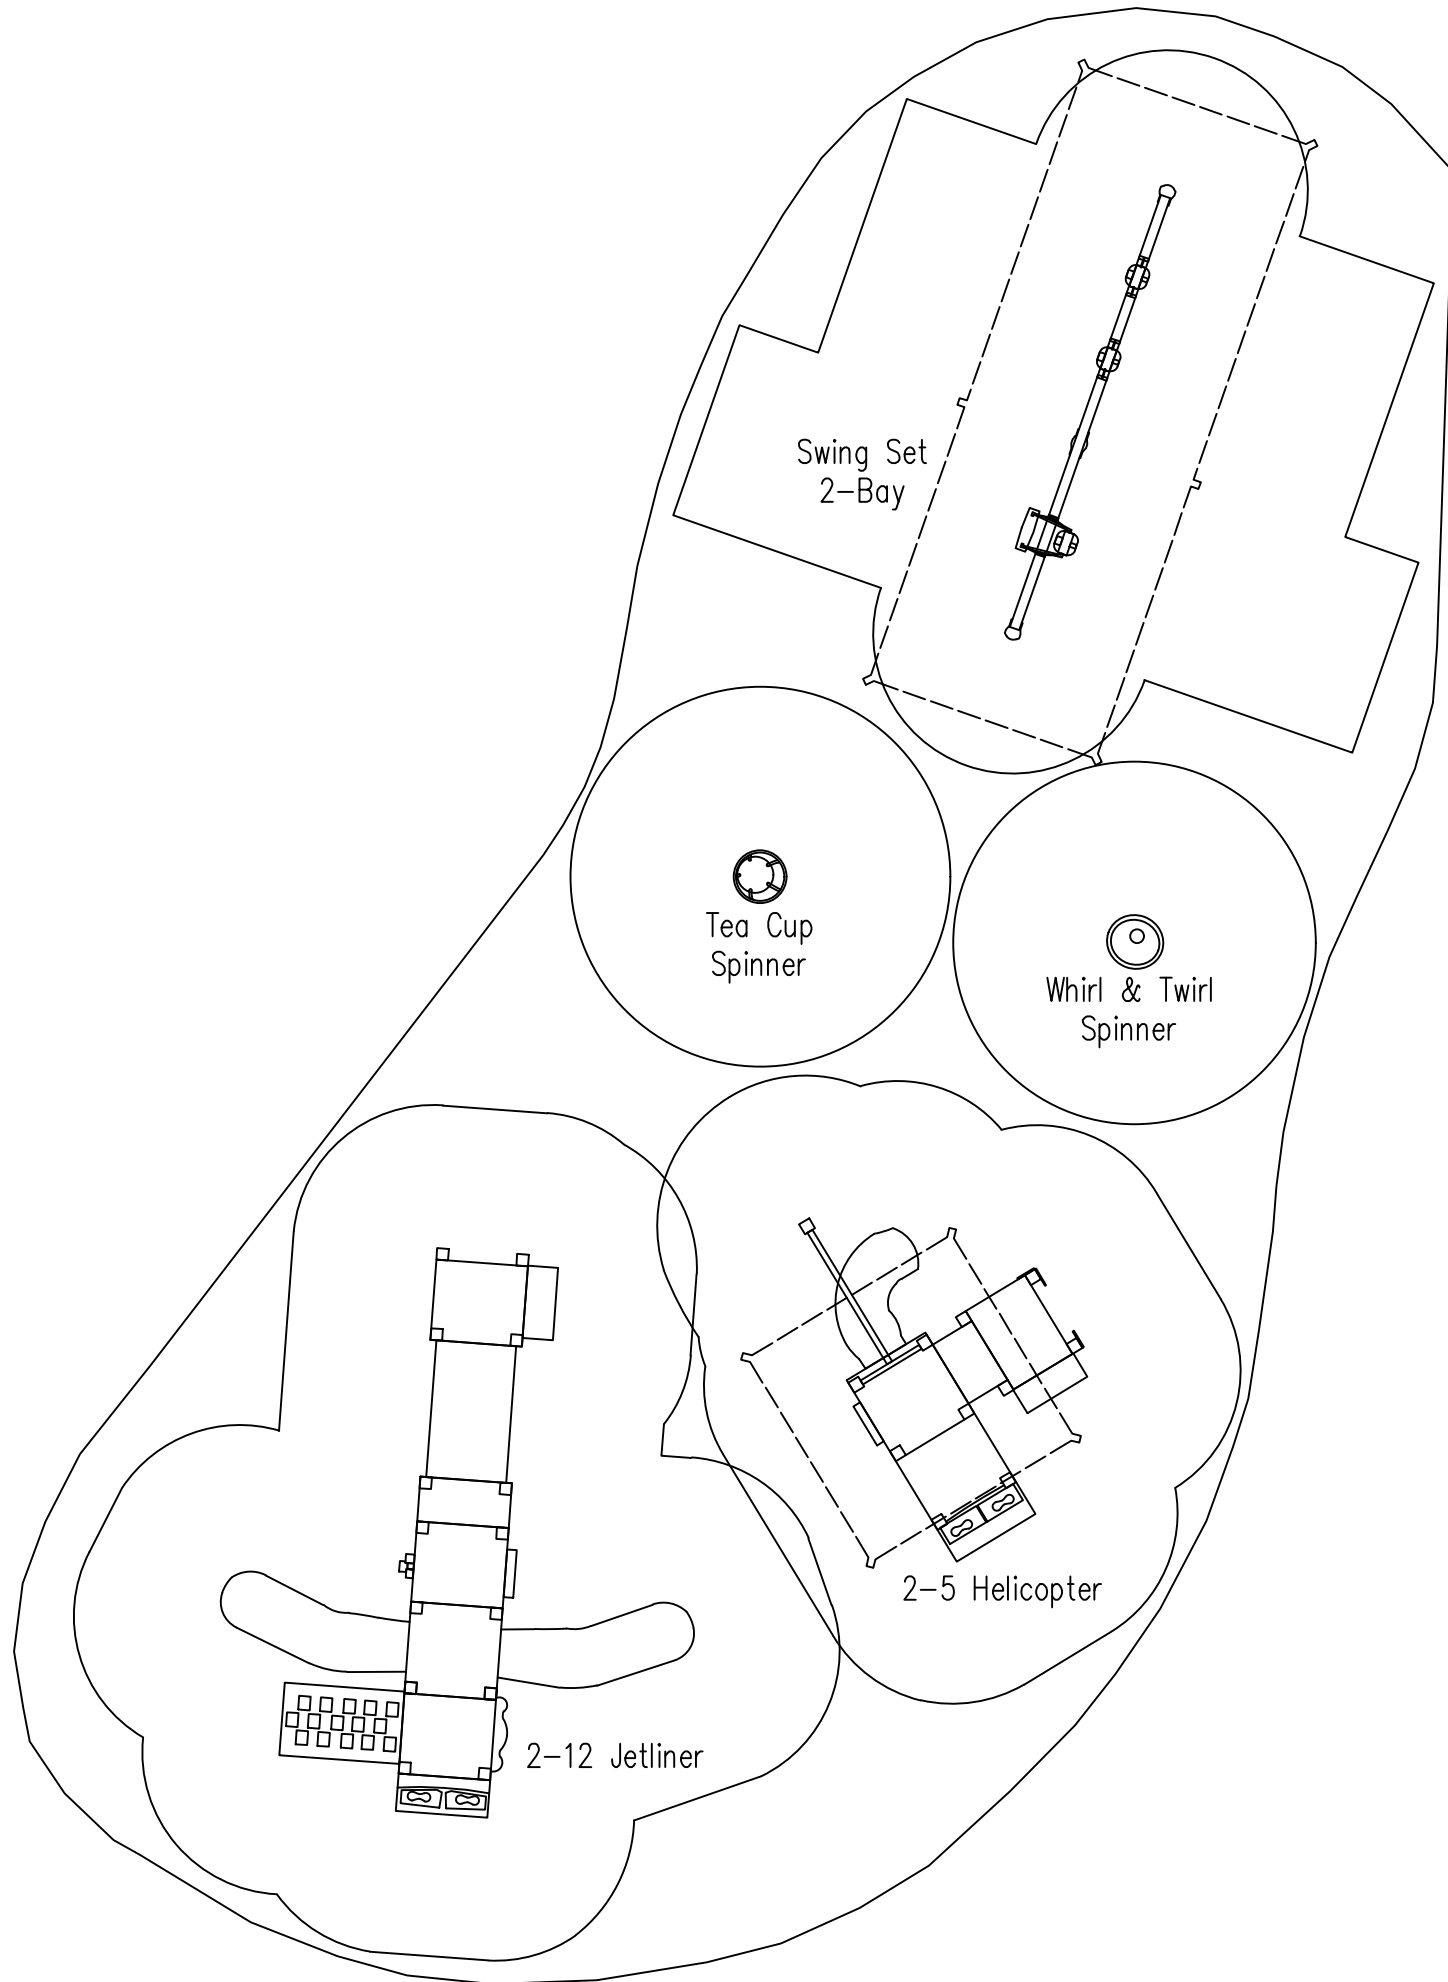 Swing Set
2-Bay
Tea Cup
Spinner
Whirl & Twirl
Spinner
2-5 Helicopter
2-12 Jetliner